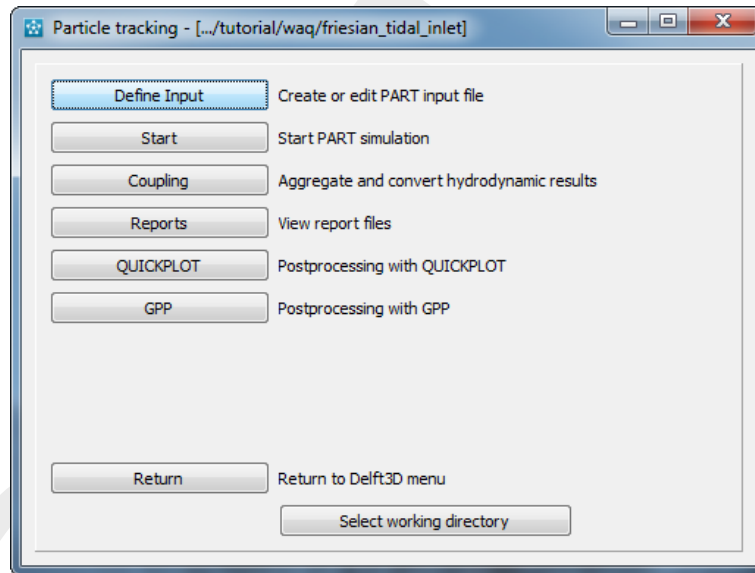 Particle tracking - [.../tutorial/waq/friesian_tidal_inlet]
Define Input Create or edit PART input file
Start Start PART simulation
Coupling Aggregate and convert hydrodynamic results
Reports View report files
QUICKPLOT Postprocessing with QUICKPLOT
GPP Postprocessing with GPP
Return Return to Delft3D menu
Select working directory